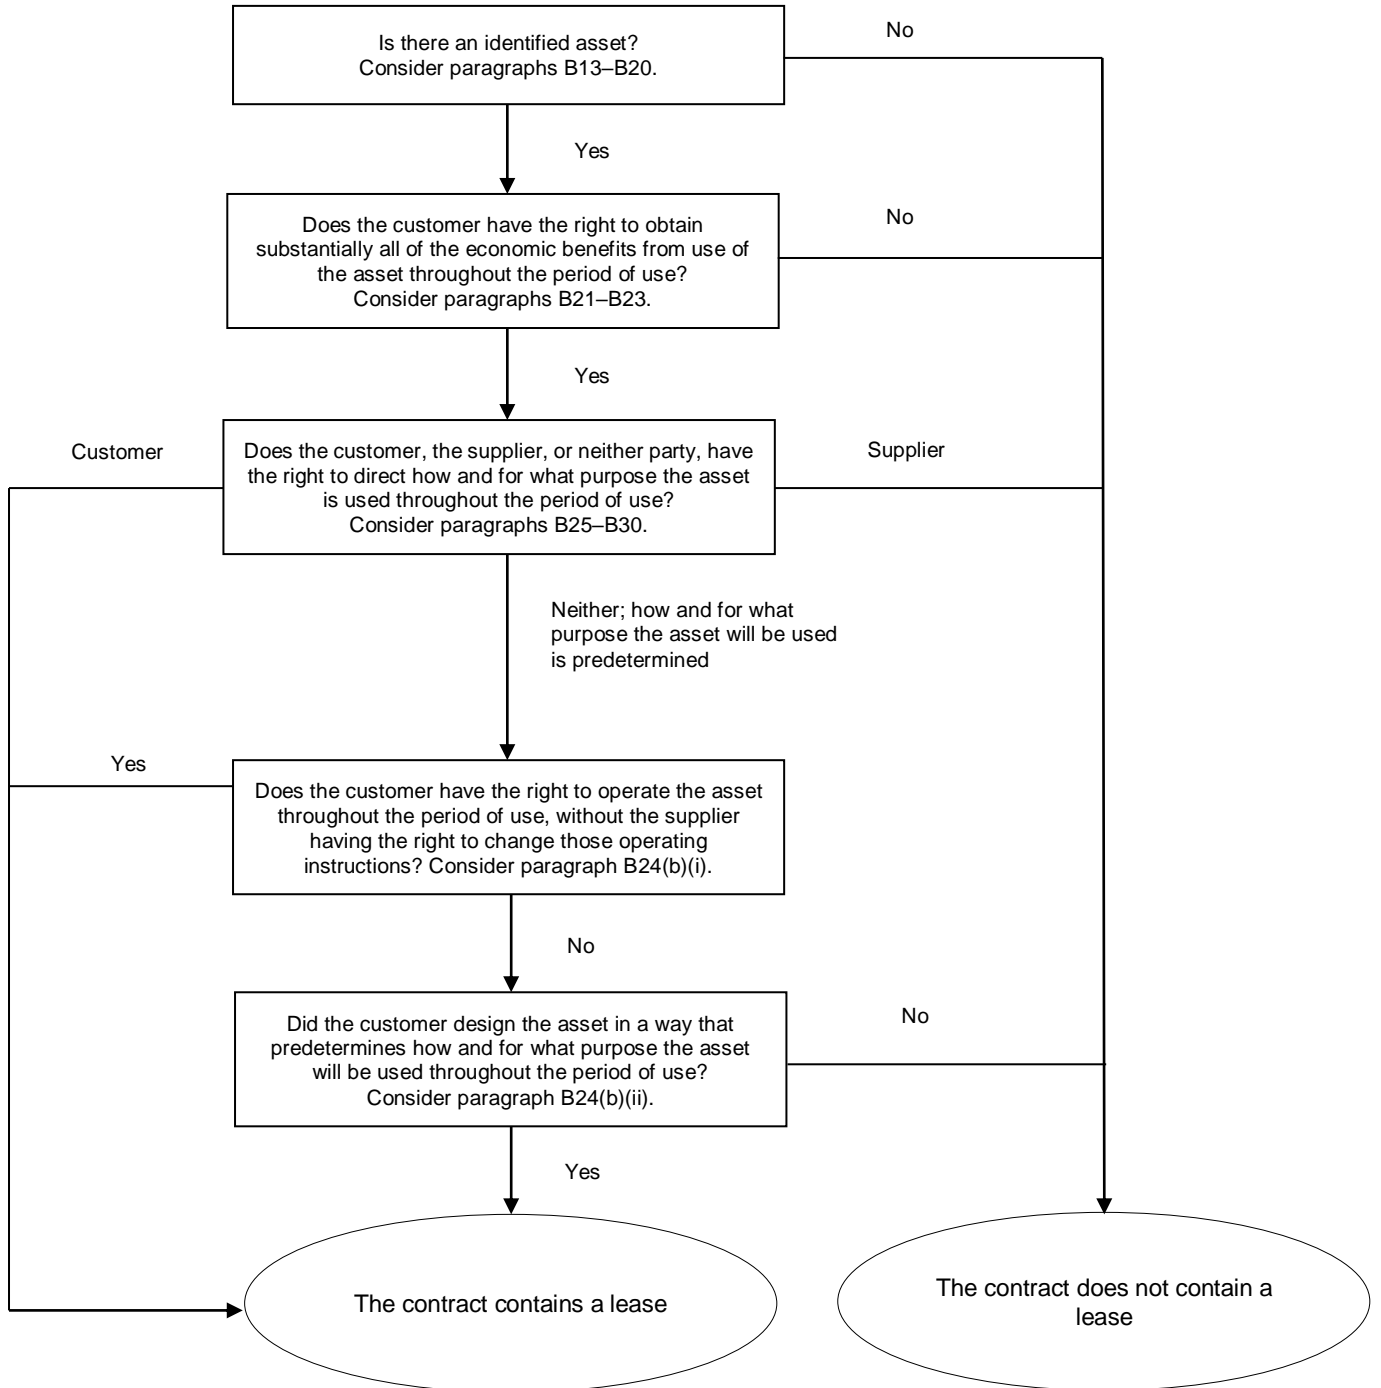 Is there an identified asset?
Consider paragraphs B13–B20.
No
Yes
Does the customer have the right to obtain
substantially all of the economic benefits from use of
the asset throughout the period of use?
Consider paragraphs B21–B23.
No
Yes
Customer
Does the customer, the supplier, or neither party, have
the right to direct how and for what purpose the asset
is used throughout the period of use?
Consider paragraphs B25–B30.
Supplier
Neither; how and for what
purpose the asset will be used
is predetermined
Yes
Does the customer have the right to operate the asset
throughout the period of use, without the supplier
having the right to change those operating
instructions? Consider paragraph B24(b)(i).
No
Did the customer design the asset in a way that
predetermines how and for what purpose the asset
will be used throughout the period of use?
Consider paragraph B24(b)(ii).
No
Yes
The contract contains a lease
The contract does not contain a
lease